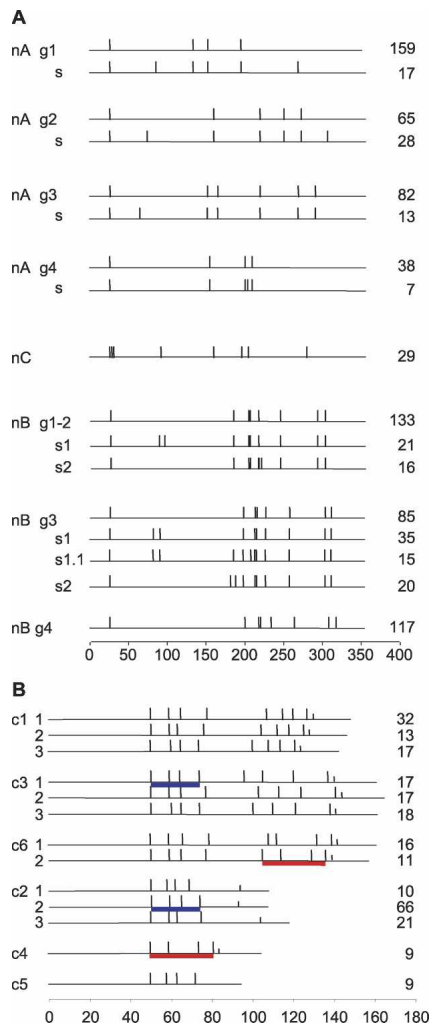 A
nA g1 159
s 17
nA g2 65
s 28
nA g3 82
s 13
nA g4 38
s 7
nC 29
nB g1-2 133
s1 21
s2 16
nB g3 85
s1 35
s1.1 15
s2 20
nB g4 117
0 50 100 150 200 250 300 350 400
B
c1 1 32
2 13
3 17
c3 1 17
2 17
3 18
c6 1 16
2 11
c2 1 10
2 66
3 21
c4 9
c5 9
0 20 40 60 80 100 120 140 160 180